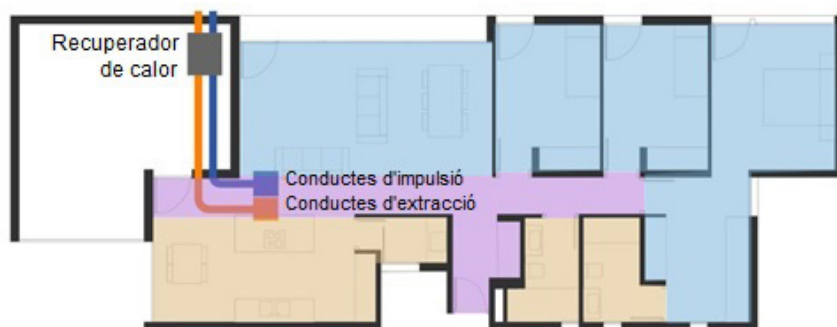 Recuperador
de calor
Conductes d'impulsió
Conductes d'extracció